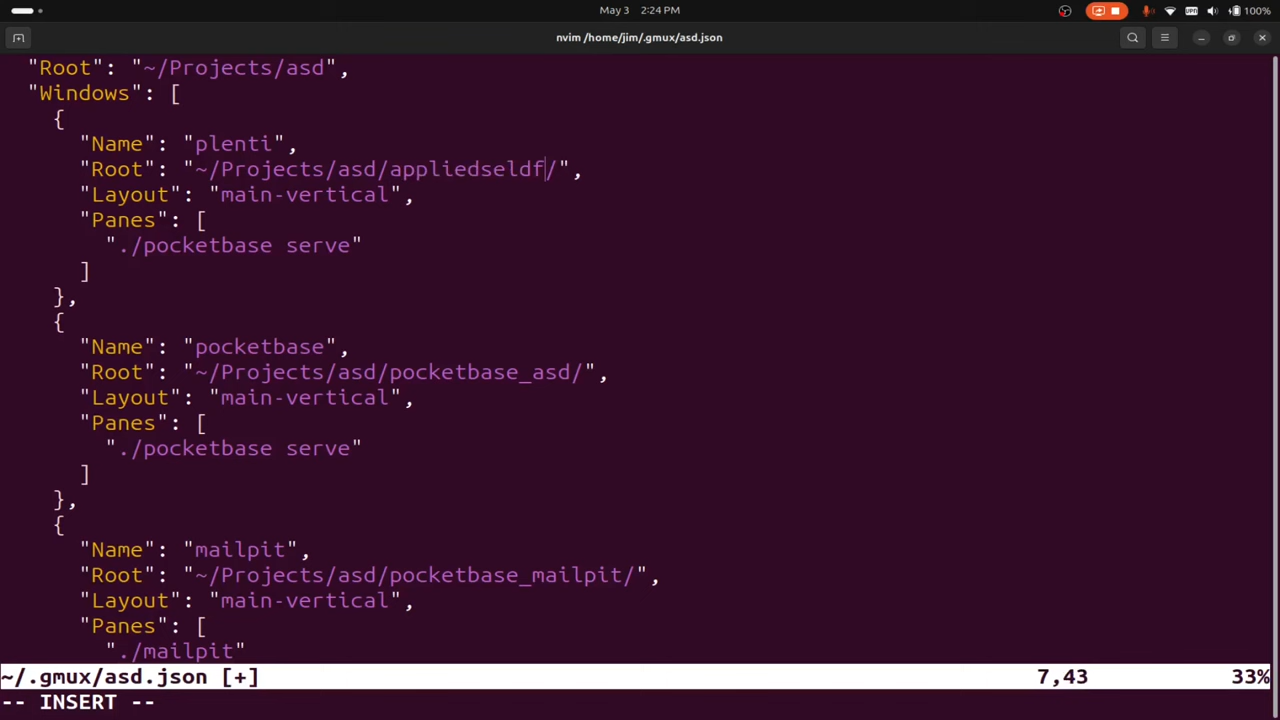 May 3 2:24 PM
100%
nvim /home/jim/.gmux/asd.json
"Root": "~/Projects/asd",
"Windows": [
{
"Name": "plenti",
"Root": "~/Projects/asd/appliedseldf/",
"Layout": "main-vertical",
"Panes": [
"./pocketbase serve"
]
},
{
"Name": "pocketbase",
"Root": "~/Projects/asd/pocketbase_asd/",
"Layout": "main-vertical",
"Panes": [
"./pocketbase serve"
]
},
{
"Name": "mailpit",
"Root": "~/Projects/asd/pocketbase_mailpit/",
"Layout": "main-vertical",
"Panes": [
"./mailpit"
~/.gmux/asd.json [+] 7,43 33%
-- INSERT --